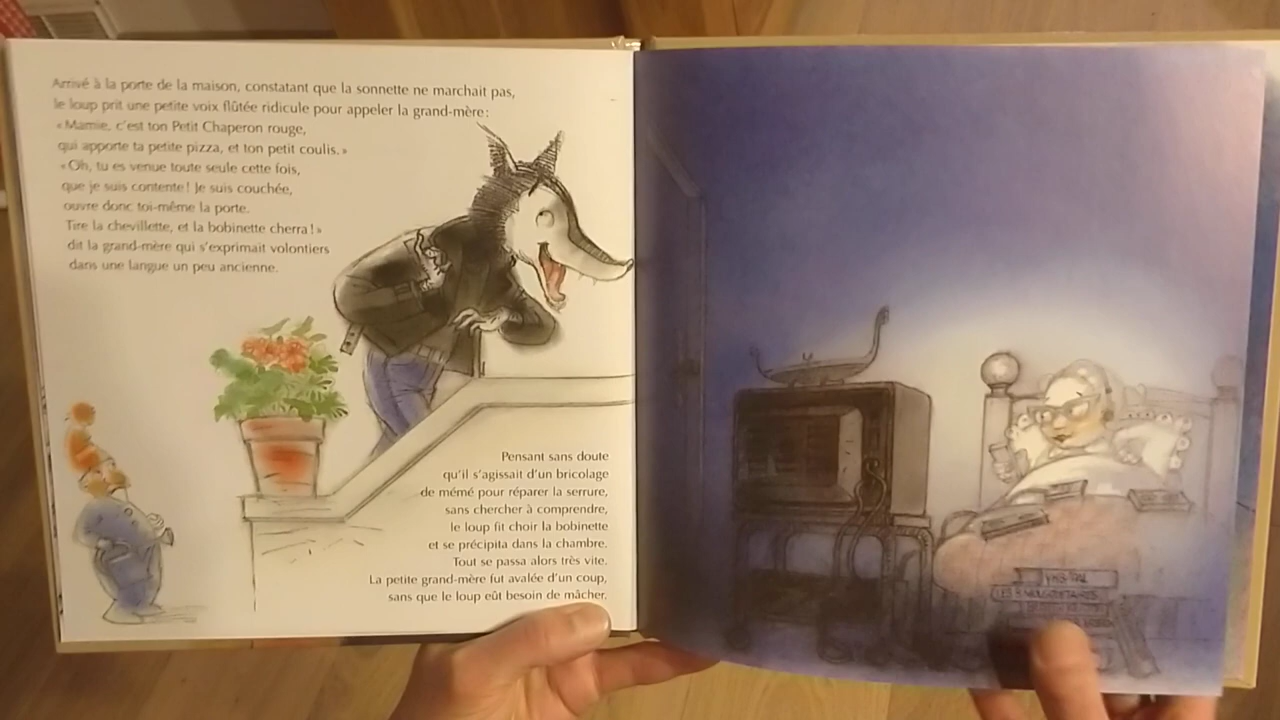 Arrivé à la porte de la maison, constatant que la sonnette ne marchait pas,
le loup prit une petite voix flûtée ridicule pour appeler la grand-mère :
« Mamie, c'est ton Petit Chaperon rouge,
qui apporte ta petite pizza, et ton petit coulis. »
« Oh, tu es venue toute seule cette fois,
que je suis contente ! Je suis couchée,
ouvre donc toi-même la porte.
Tire la chevillette, et la bobinette cherra ! »
dit la grand-mère qui s'exprimait volontiers
dans une langue un peu ancienne.
Pensant sans doute
qu'il s'agissait d'un bricolage
de mémé pour réparer la serrure,
sans chercher à comprendre,
le loup fit choir la bobinette
et se précipita dans la chambre.
Tout se passa alors très vite.
La petite grand-mère fut avalée d'un coup,
sans que le loup eût besoin de mâcher.
LES 3